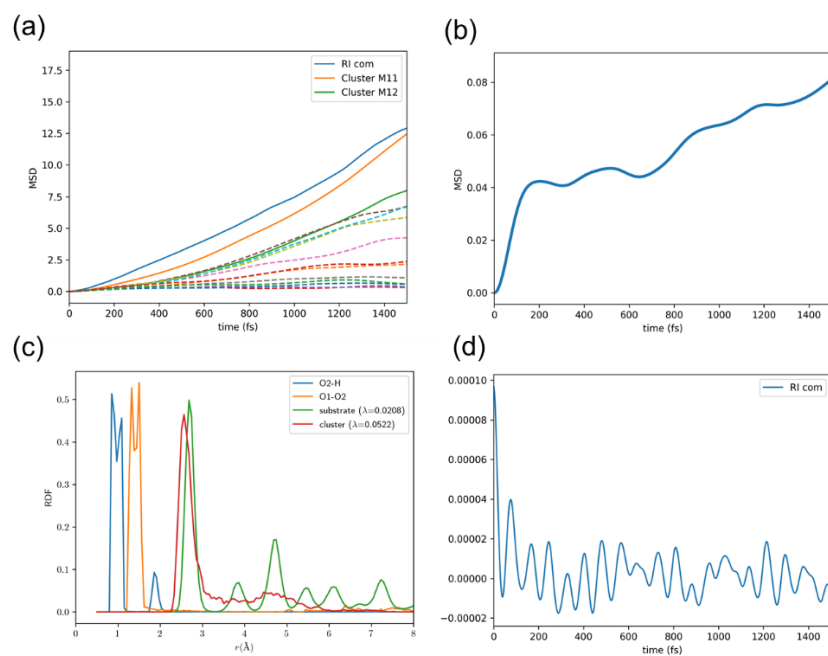 (a)
17.5
15.0
12.5
10.0
7.5
5.0
2.5
0.0
MSD
RI com
Cluster M11
Cluster M12
0 200 400 600 800 1000 1200 1400
time (fs)
(b)
0.08
0.06
0.04
0.02
0.00
MSD
0 200 400 600 800 1000 1200 1400
time (fs)
(c)
0.5
0.4
0.3
0.2
0.1
0.0
RDF
O2-H
O1-O2
substrate (λ=0.0208)
cluster (λ=0.0522)
1 2 3 4 5 6 7 8
r(Å)
(d)
0.00010
0.00008
0.00006
0.00004
0.00002
0.00000
−0.00002
RI com
0 200 400 600 800 1000 1200 1400
time (fs)